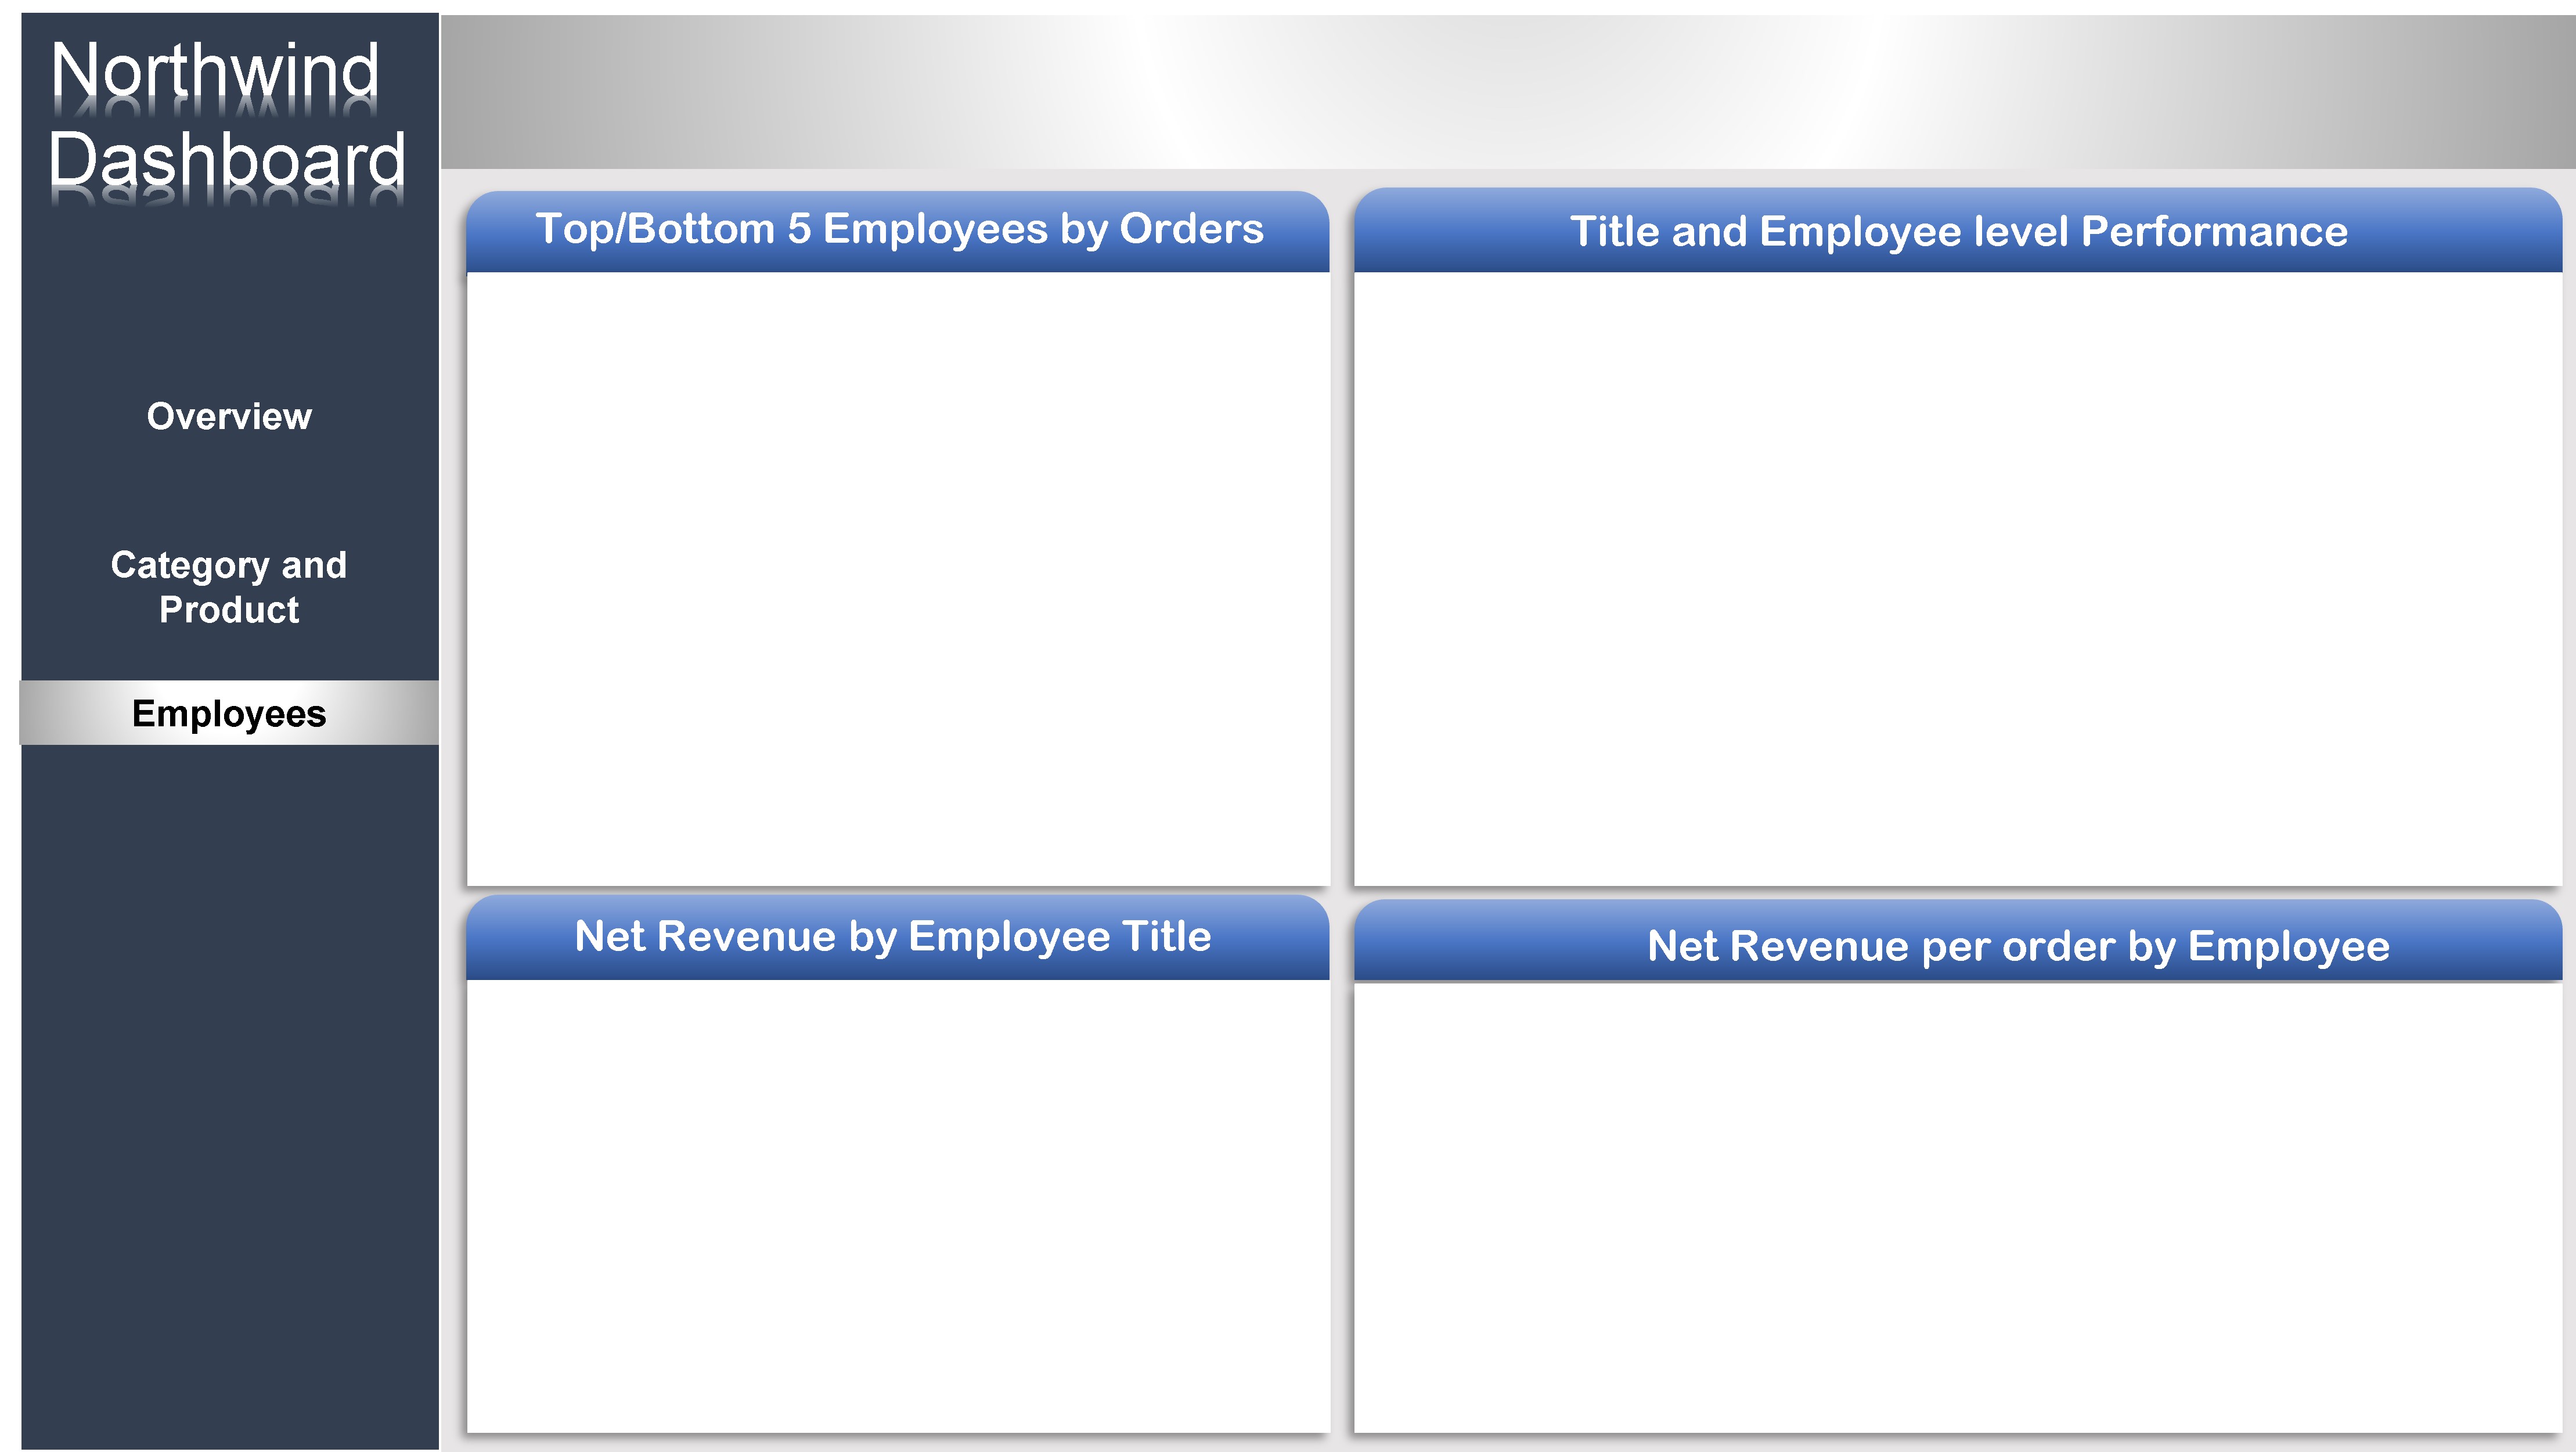 Northwind
Dashboard
Overview
Category and
Product
Employees
Top/Bottom 5 Employees by Orders
Title and Employee level Performance
Net Revenue by Employee Title
Net Revenue per order by Employee